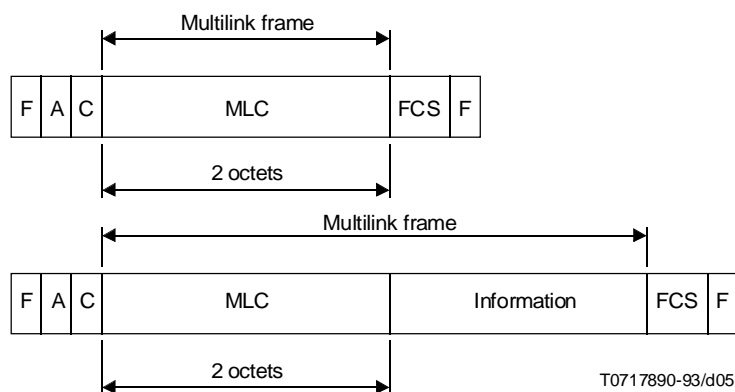 Multilink frame
F A C MLC FCS F
2 octets
Multilink frame
F A C MLC Information FCS F
2 octets
T0717890-93/d05